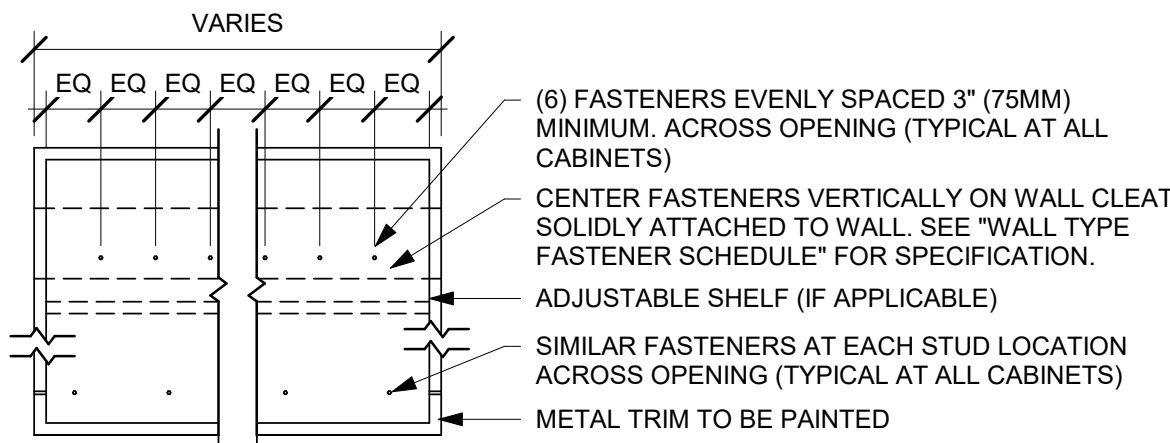 VARIES
EQ EQ EQ EQ EQ EQ EQ
(6) FASTENERS EVENLY SPACED 3" (75MM)
MINIMUM. ACROSS OPENING (TYPICAL AT ALL
CABINETS)
CENTER FASTENERS VERTICALLY ON WALL CLEAT
SOLIDLY ATTACHED TO WALL. SEE "WALL TYPE
FASTENER SCHEDULE" FOR SPECIFICATION.
ADJUSTABLE SHELF (IF APPLICABLE)
SIMILAR FASTENERS AT EACH STUD LOCATION
ACROSS OPENING (TYPICAL AT ALL CABINETS)
METAL TRIM TO BE PAINTED